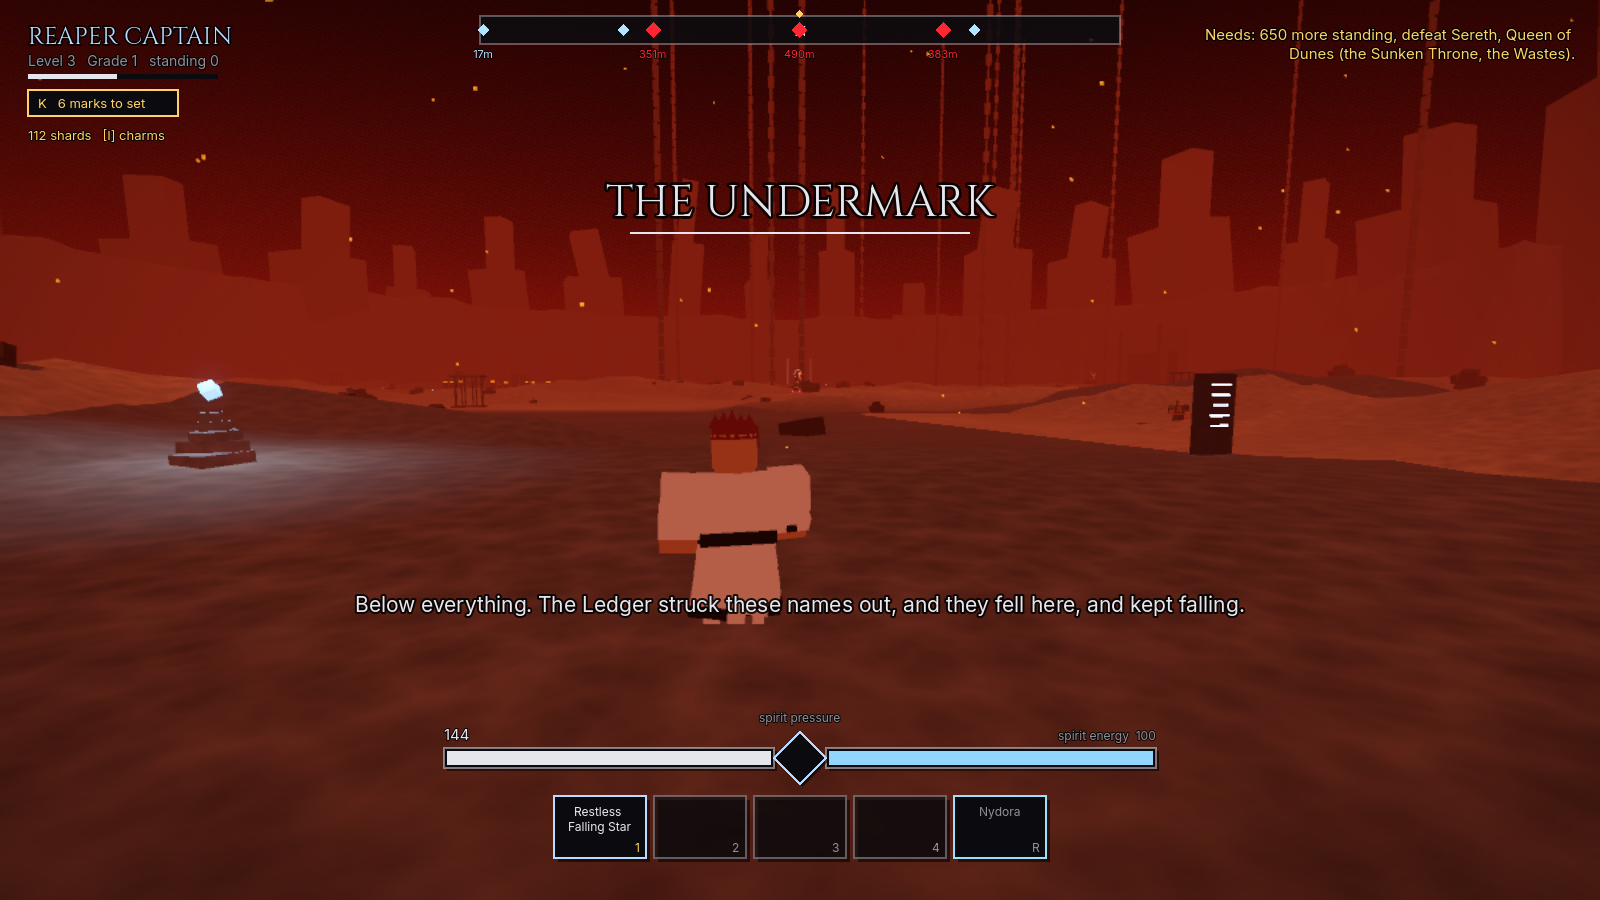 REAPER CAPTAIN
Level 3 Grade 1 standing 0
K 6 marks to set
112 shards [I] charms
17m
351m
490m
383m
Needs: 650 more standing, defeat Sereth, Queen of
Dunes (the Sunken Throne, the Wastes).
THE UNDERMARK
Below everything. The Ledger struck these names out, and they fell here, and kept falling.
spirit pressure
144
spirit energy 100
Restless
Falling Star
1
2
3
4
Nydora
R